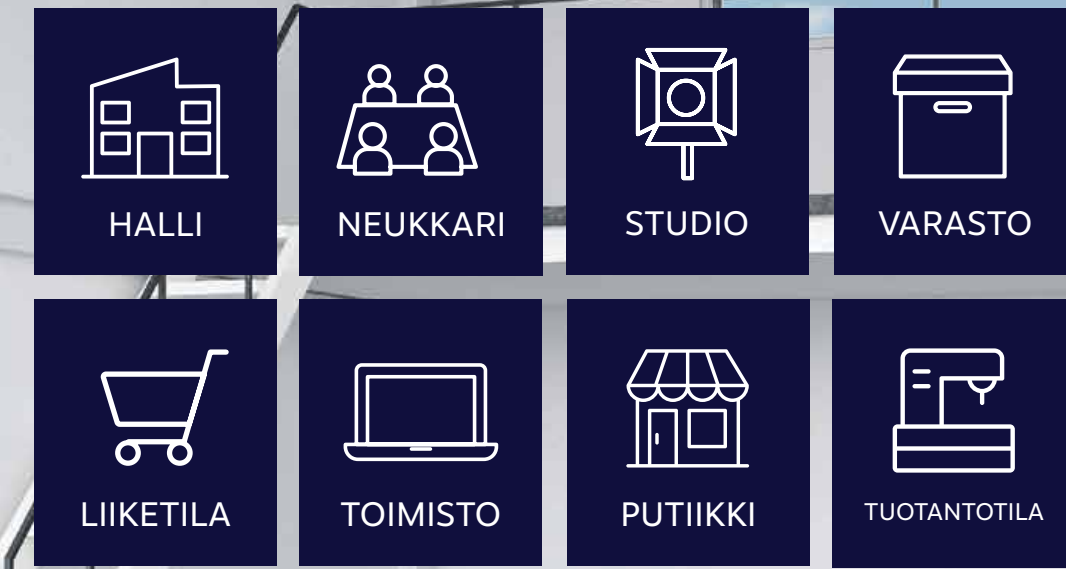 HALLI
NEUKKARI
STUDIO
VARASTO
LIIKETILA
TOIMISTO
PUTIIKKI
TUOTANTOTILA